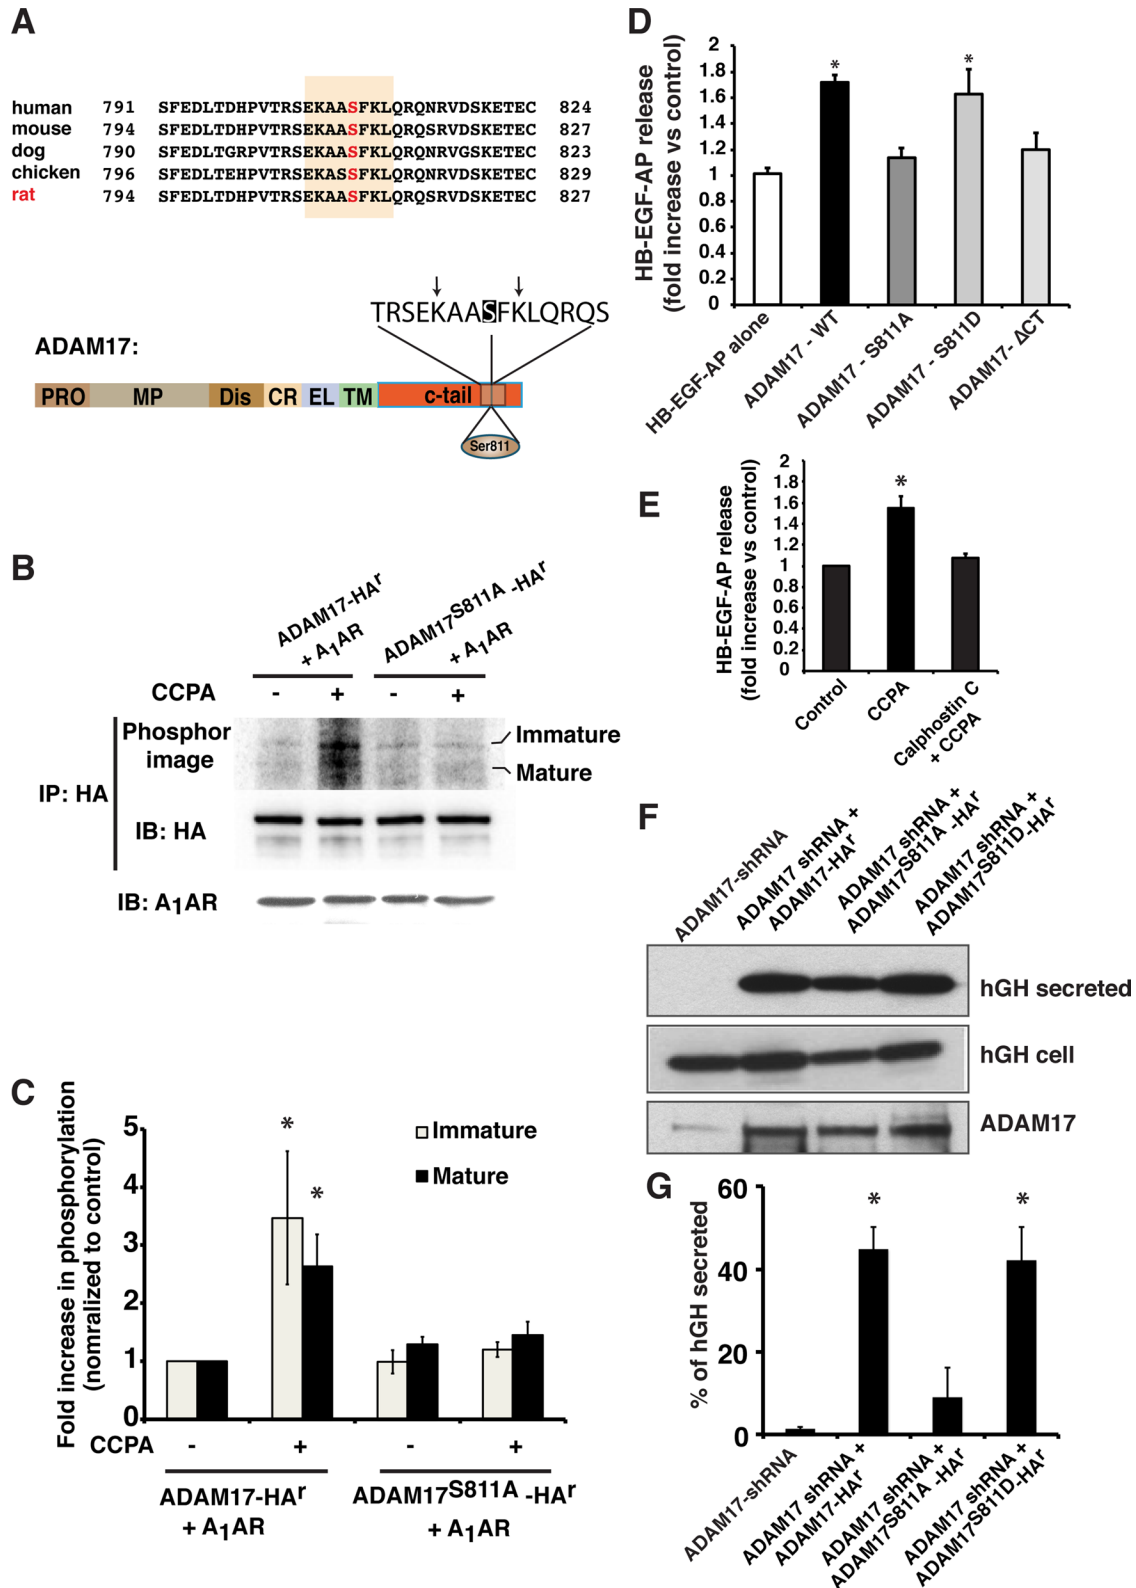 A
human 791 SFEDLTDHPVTRSEKAASFKLQRQNRVDSKETEC 824
mouse 794 SFEDLTDHPVTRSEKAASFKLQRQSRVDSKETEC 827
dog 790 SFEDLTGRPVTRSEKAASFKLQRQNRVGSKETEC 823
chicken 796 SFEDLTEHPVTRSEKASSFKLQRQNRVDSKETEC 829
rat 794 SFEDLTDHPVTRSEKAASFKLQRQSRVDSKETEC 827
TRSEKAASFKLQRQS
ADAM17:
PRO MP Dis CR EL TM c-tail
Ser811
B
ADAM17-HAr
+ A1AR
ADAM17S811A -HAr
+ A1AR
CCPA - + - +
Phosphor
image
Immature
Mature
IP: HA
IB: HA
IB: A1AR
C
Fold increase in phosphorylation
(nomralized to control)
5
4
3
2
1
0
*
*
Immature
Mature
CCPA - + - +
ADAM17-HAr
+ A1AR
ADAM17S811A -HAr
+ A1AR
D
HB-EGF-AP release
(fold increase vs control)
2
1.8
1.6
1.4
1.2
1
0.8
0.6
0.4
0.2
0
*
*
HB-EGF-AP alone
ADAM17 - WT
ADAM17 - S811A
ADAM17 - S811D
ADAM17- ΔCT
E
HB-EGF-AP release
(fold increase vs control)
2
1.8
1.6
1.4
1.2
1
0.8
0.6
0.4
0.2
0
*
Control
CCPA
Calphostin C
+ CCPA
F
ADAM17-shRNA
ADAM17 shRNA +
ADAM17-HAr
ADAM17 shRNA +
ADAM17S811A -HAr
ADAM17 shRNA +
ADAM17S811D-HAr
hGH secreted
hGH cell
ADAM17
G
% of hGH secreted
60
40
20
0
*
*
ADAM17-shRNA
ADAM17 shRNA +
ADAM17-HAr
ADAM17 shRNA +
ADAM17S811A -HAr
ADAM17 shRNA +
ADAM17S811D-HAr